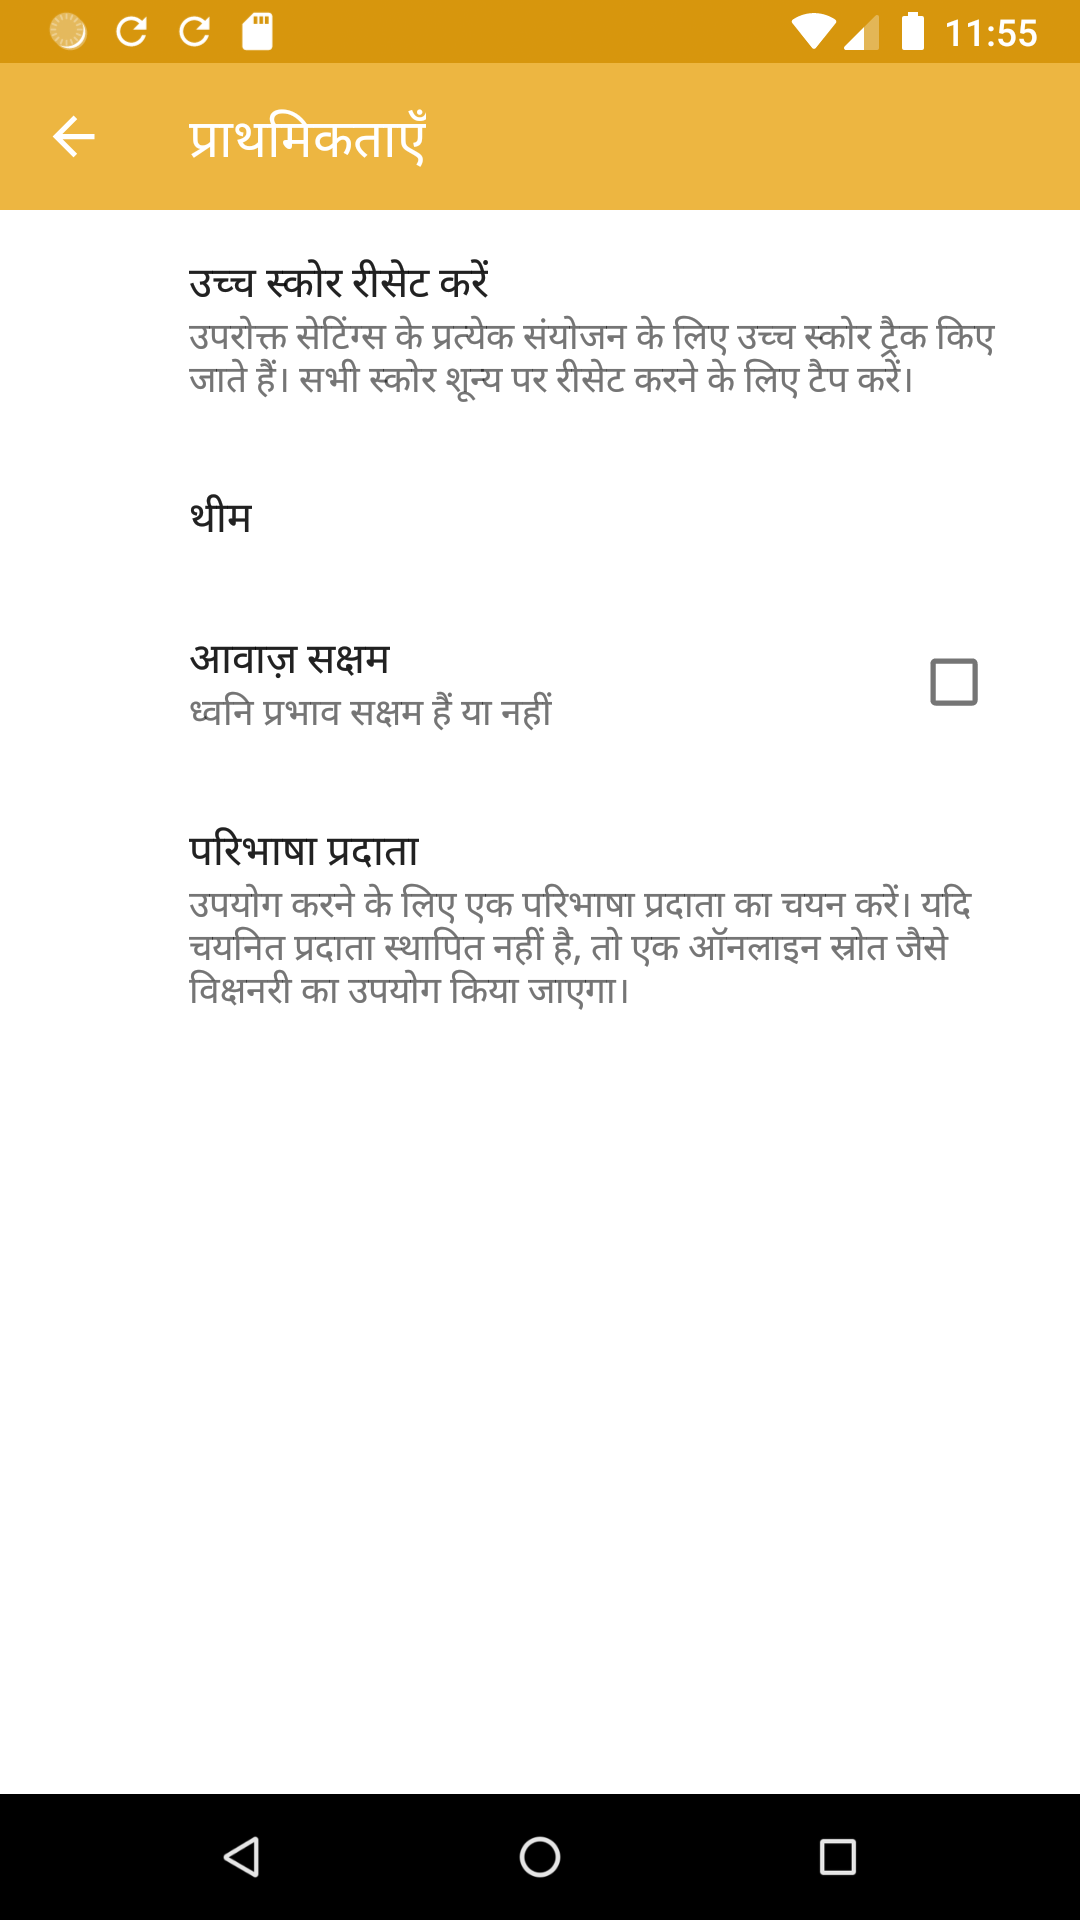 11:55
प्राथमिकताएँ
उच्च स्कोर रीसेट करें
उपरोक्त सेटिंग्स के प्रत्येक संयोजन के लिए उच्च स्कोर ट्रैक किए
जाते हैं। सभी स्कोर शून्य पर रीसेट करने के लिए टैप करें।
थीम
आवाज़ सक्षम
ध्वनि प्रभाव सक्षम हैं या नहीं
परिभाषा प्रदाता
उपयोग करने के लिए एक परिभाषा प्रदाता का चयन करें। यदि
चयनित प्रदाता स्थापित नहीं है, तो एक ऑनलाइन स्रोत जैसे
विक्षनरी का उपयोग किया जाएगा।